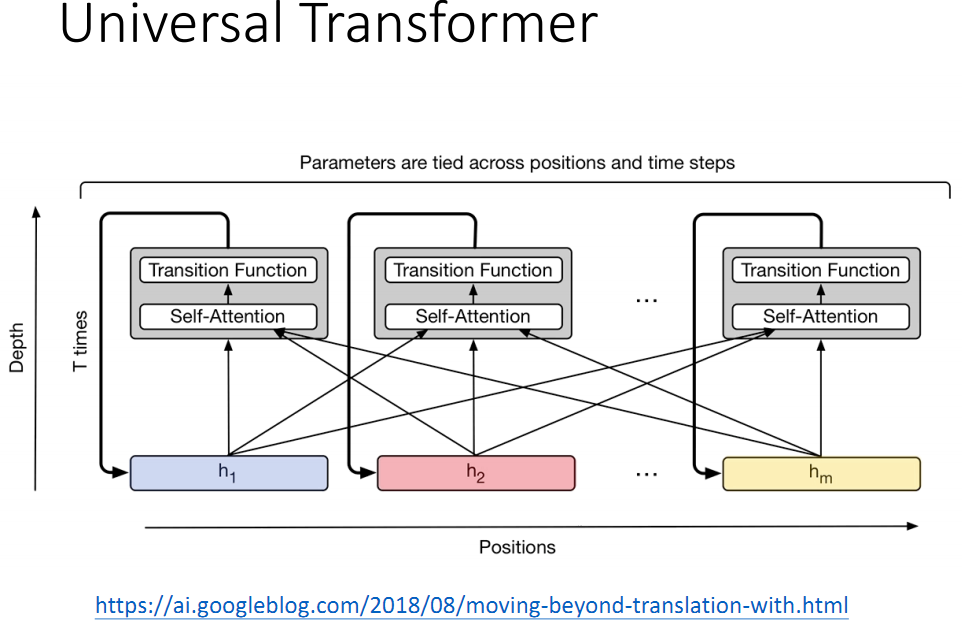 Universal Transformer
Parameters are tied across positions and time steps
Depth
T times
Transition Function
Self-Attention
Transition Function
Self-Attention
...
Transition Function
Self-Attention
h1
h2
...
hm
Positions
https://ai.googleblog.com/2018/08/moving-beyond-translation-with.html